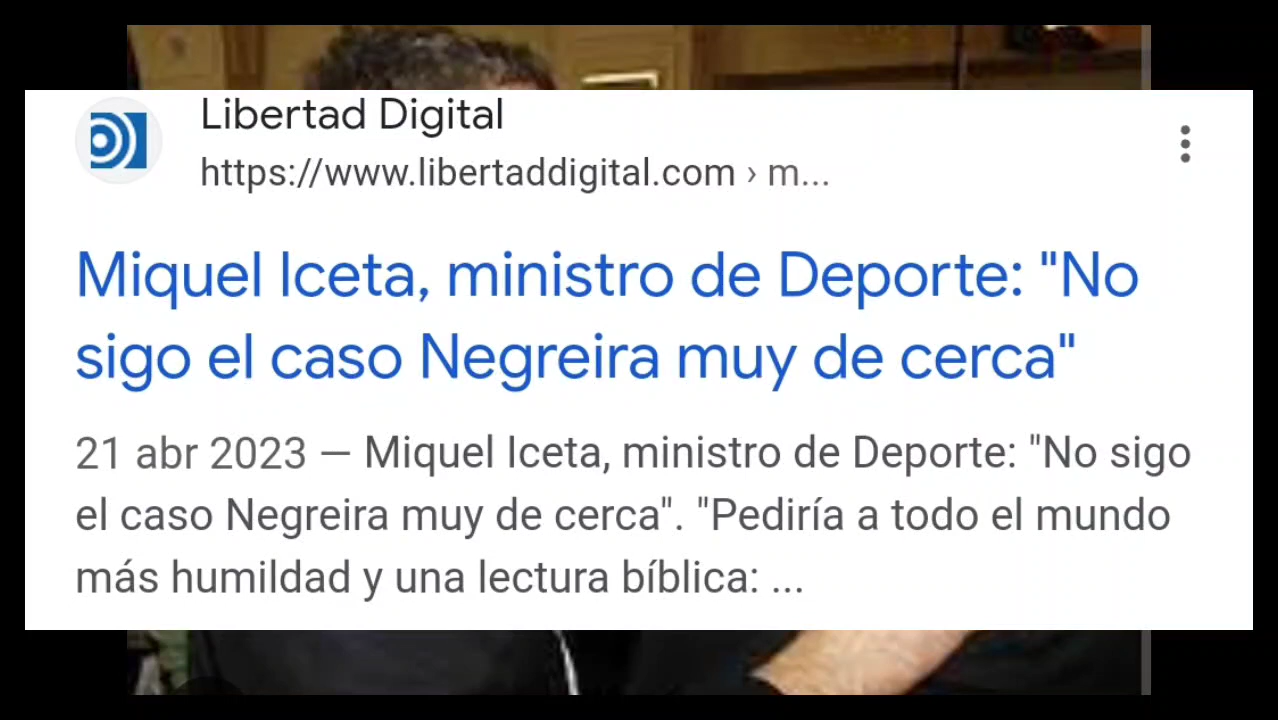 Libertad Digital
https://www.libertaddigital.com › m...
Miquel Iceta, ministro de Deporte: "No
sigo el caso Negreira muy de cerca"
21 abr 2023 — Miquel Iceta, ministro de Deporte: "No sigo
el caso Negreira muy de cerca". "Pediría a todo el mundo
más humildad y una lectura bíblica: ...